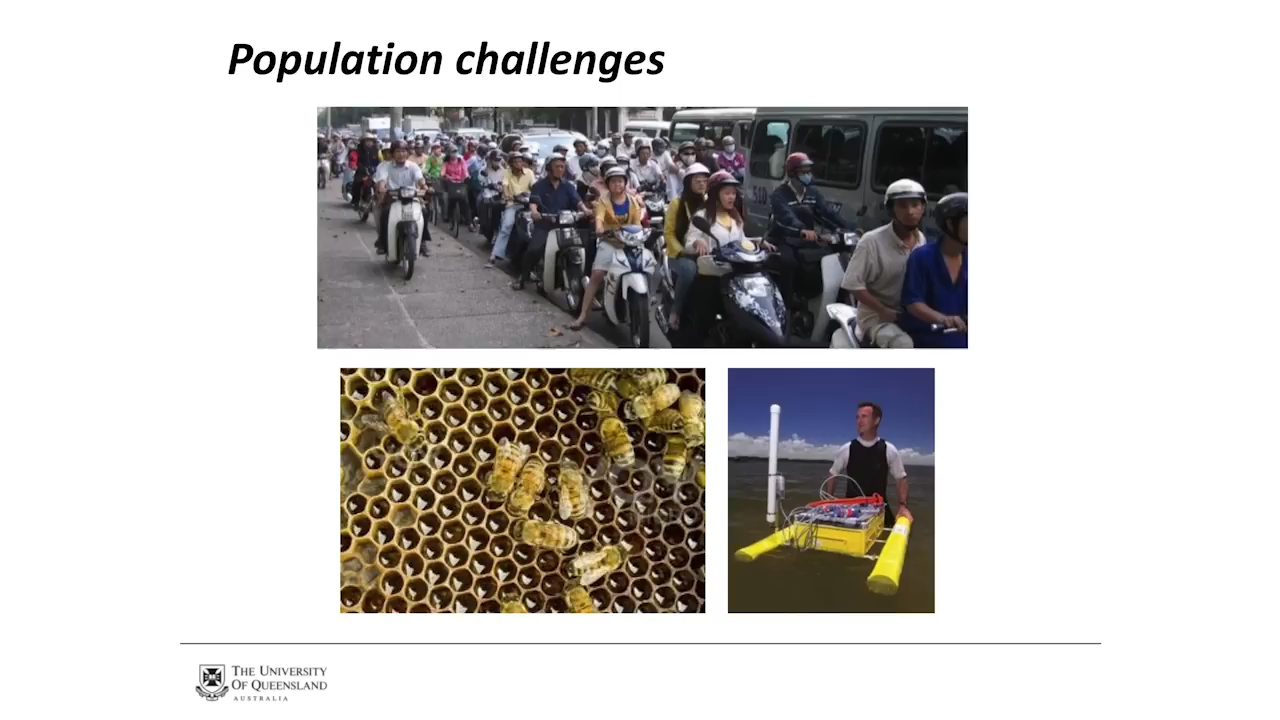 Population challenges
THE UNIVERSITY
OF QUEENSLAND
AUSTRALIA